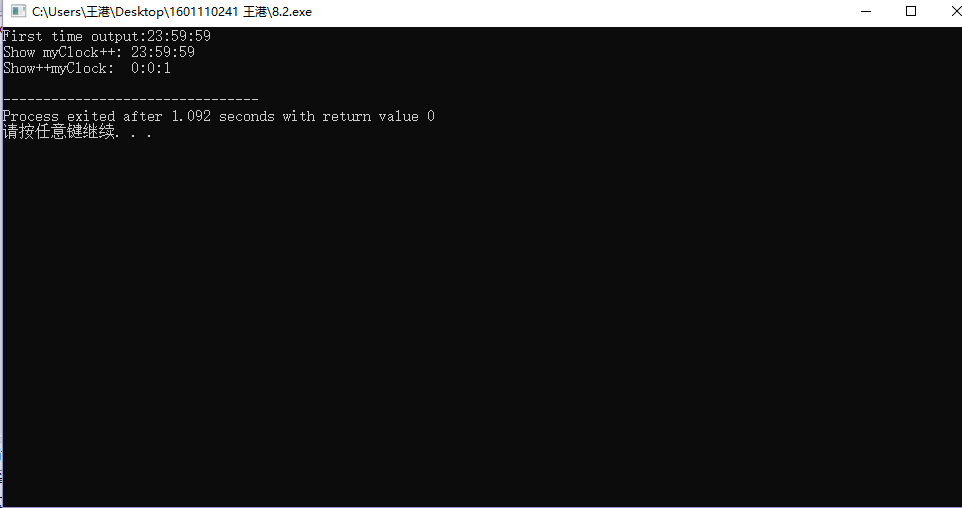 C:\Users\王港\Desktop\1601110241 王港\8.2.exe
First time output:23:59:59
Show myClock++: 23:59:59
Show++myClock:  0:0:1
--------------------------------
Process exited after 1.092 seconds with return value 0
请按任意键继续. . .